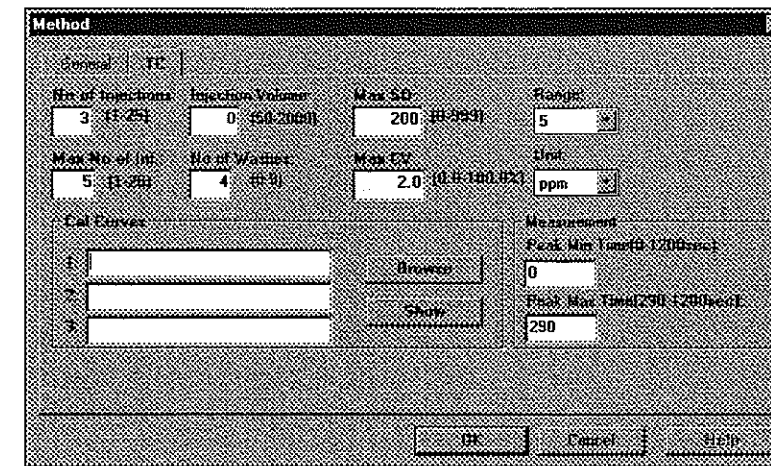 Method
General TC
No of Injections: Injection Volume: Max SD: Range:
3 (1-25) 0 (50-2000) 200 (0-999) 5
Max No of Inj.: No of Washes: Max CV: Unit:
5 (1-26) 4 (0-9) 2.0 (0.0-100.0%) ppm
Cal Curves Measurement
Peak Min Time(0-1200sec):
1: Browse 0
2: Show Peak Max Time(290-1200sec):
3: 290
OK Cancel Help